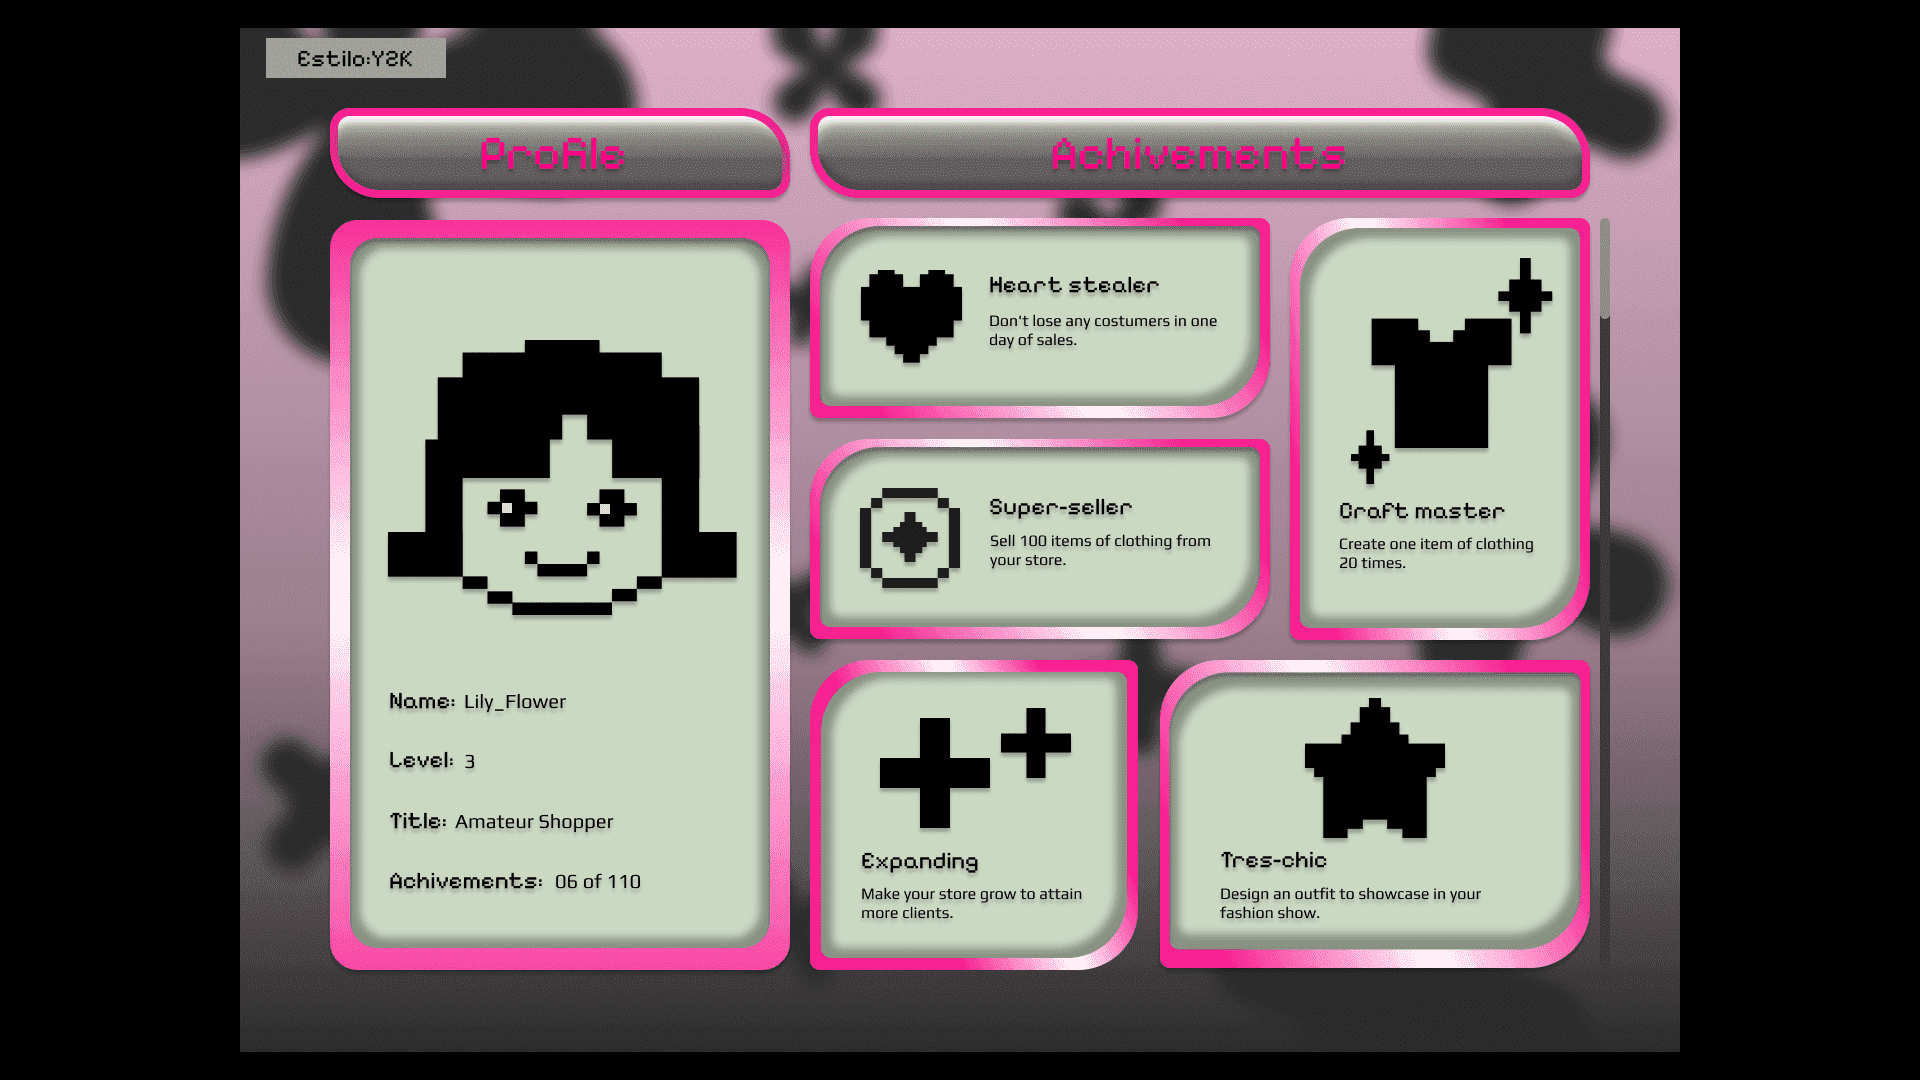 Estilo:Y2K
Profile
Achivements
Name: Lily_Flower
Level: 3
Title: Amateur Shopper
Achivements: 06 of 110
Heart stealer
Don't lose any costumers in one
day of sales.
Super-seller
Sell 100 items of clothing from
your store.
Craft master
Create one item of clothing
20 times.
Expanding
Make your store grow to attain
more clients.
Tres-chic
Design an outfit to showcase in your
fashion show.